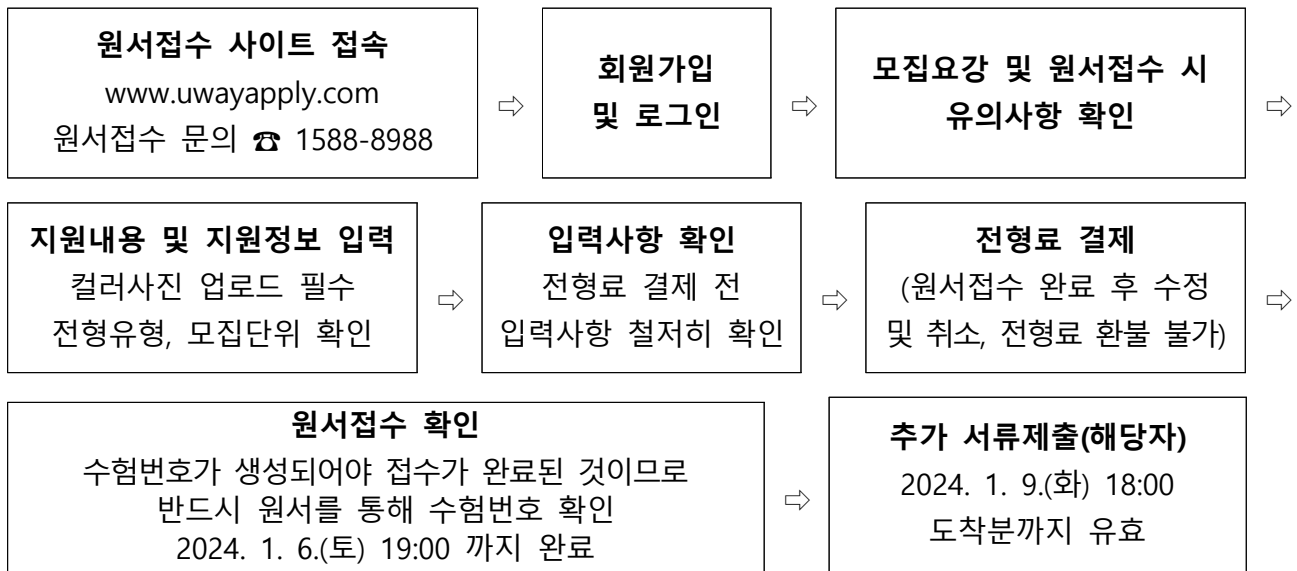 원서접수 사이트 접속
www.uwayapply.com
원서접수 문의 ☎ 1588-8988
⇨
회원가입
및 로그인
⇨
모집요강 및 원서접수 시
유의사항 확인
⇨
지원내용 및 지원정보 입력
컬러사진 업로드 필수
전형유형, 모집단위 확인
⇨
입력사항 확인
전형료 결제 전
입력사항 철저히 확인
⇨
전형료 결제
(원서접수 완료 후 수정
및 취소, 전형료 환불 불가)
⇨
원서접수 확인
수험번호가 생성되어야 접수가 완료된 것이므로
반드시 원서를 통해 수험번호 확인
2024. 1. 6.(토) 19:00 까지 완료
⇨
추가 서류제출(해당자)
2024. 1. 9.(화) 18:00
도착분까지 유효